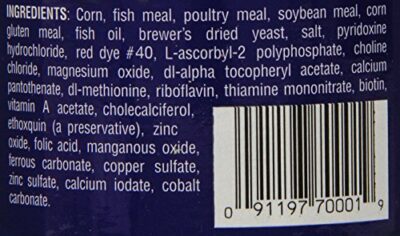 INGREDIENTS: Corn, fish meal, poultry meal, soybean meal, corn
gluten meal, fish oil, brewer's dried yeast, salt, pyridoxine
hydrochloride, red dye #40, L-ascorbyl-2 polyphosphate, choline
chloride, magnesium oxide, dl-alpha tocopheryl acetate, calcium
pantothenate, dl-methionine, riboflavin, thiamine mononitrate, biotin,
vitamin A acetate, cholecalciferol,
ethoxquin (a preservative), zinc
oxide, folic acid, manganous oxide,
ferrous carbonate, copper sulfate,
zinc sulfate, calcium iodate, cobalt
carbonate.
0 91197 70001 9